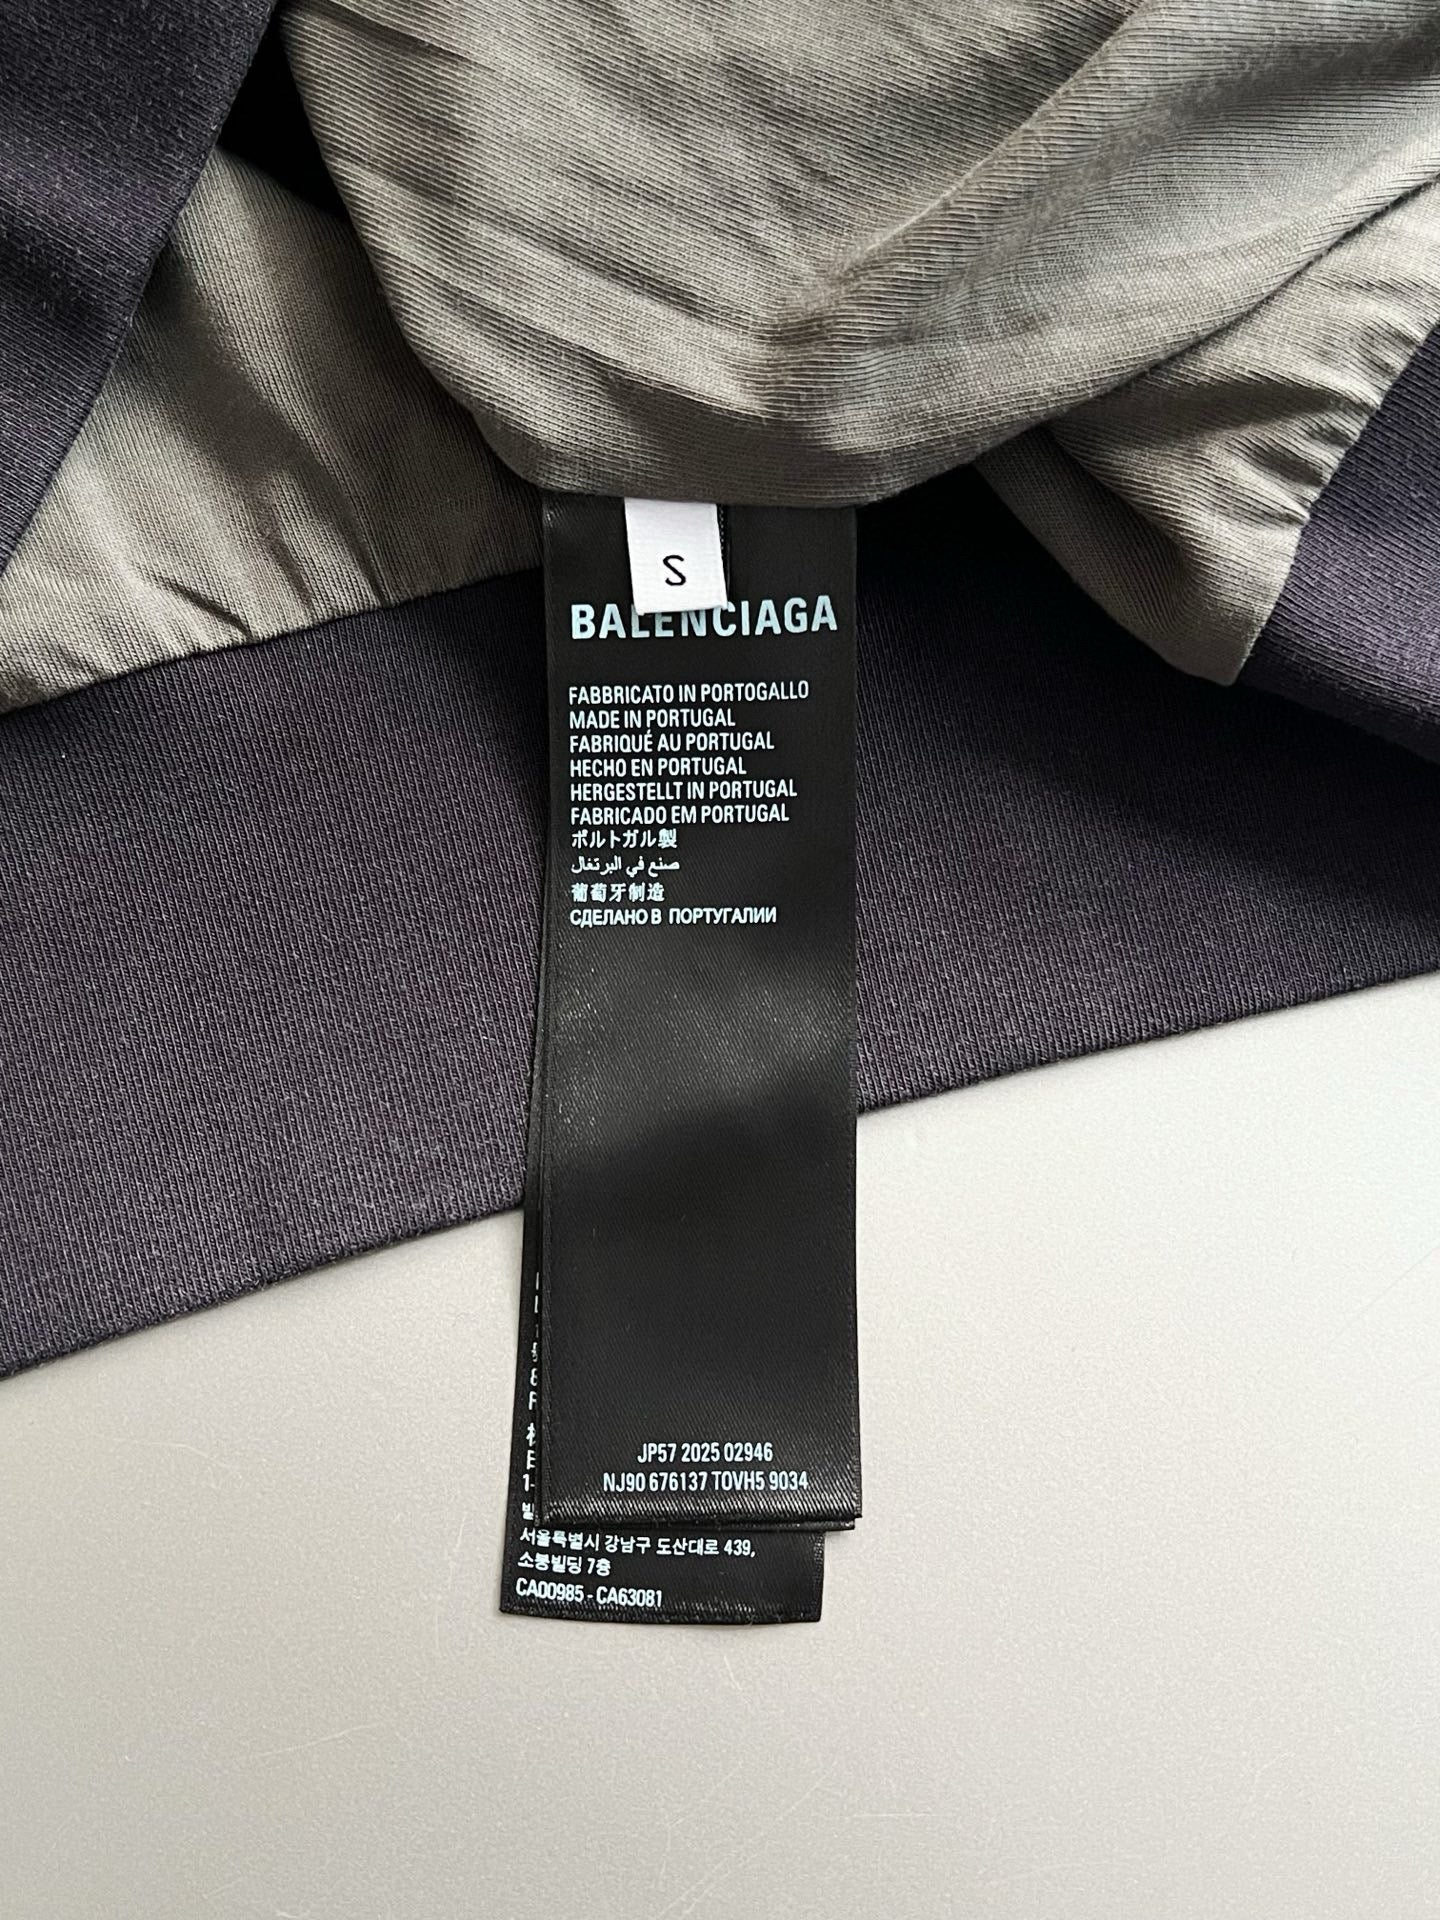 S
BALENCIAGA
FABBRICATO IN PORTOGALLO
MADE IN PORTUGAL
FABRIQUÉ AU PORTUGAL
HECHO EN PORTUGAL
HERGESTELLT IN PORTUGAL
FABRICADO EM PORTUGAL
ポルトガル製
صنع في البرتغال
葡萄牙制造
СДЕЛАНО В ПОРТУГАЛИИ
JP57 2025 02946
NJ90 676137 TOVH5 9034
서울특별시 강남구 도산대로 439,
소봉빌딩 7층
CA00985 - CA63081